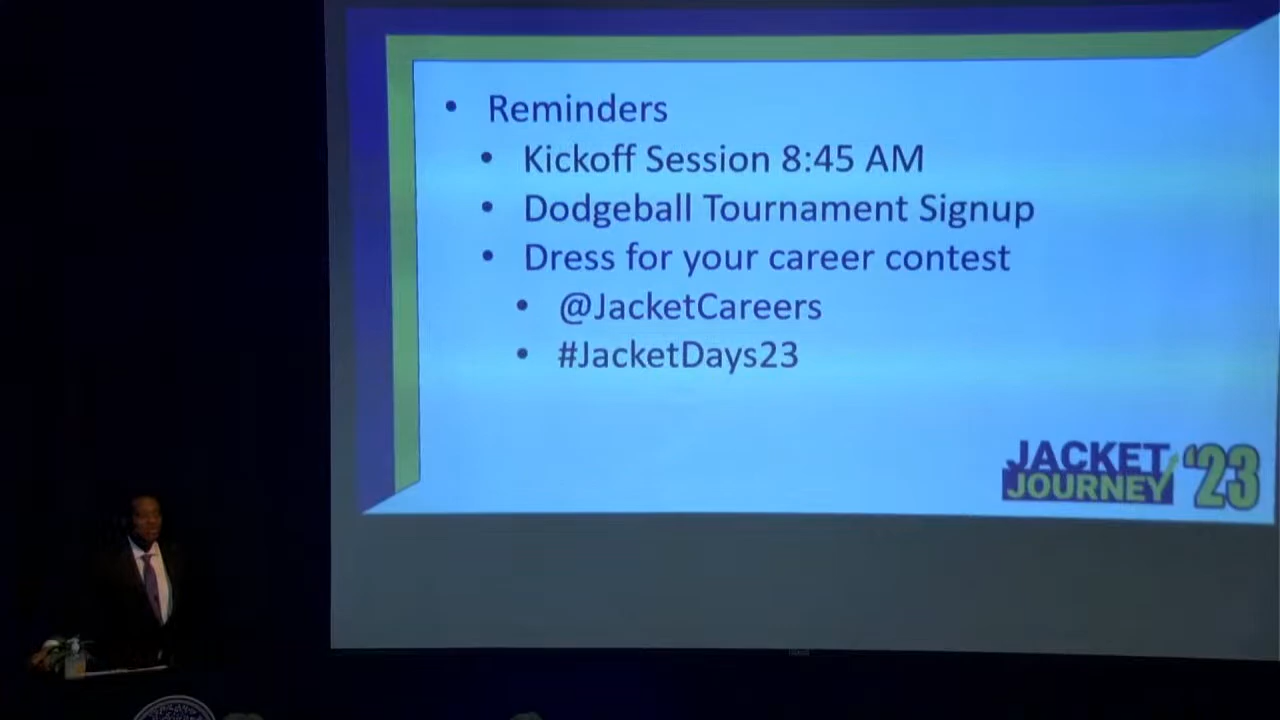 Reminders
Kickoff Session 8:45 AM
Dodgeball Tournament Signup
Dress for your career contest
@JacketCareers
#JacketDays23
JACKET
JOURNEY
'23